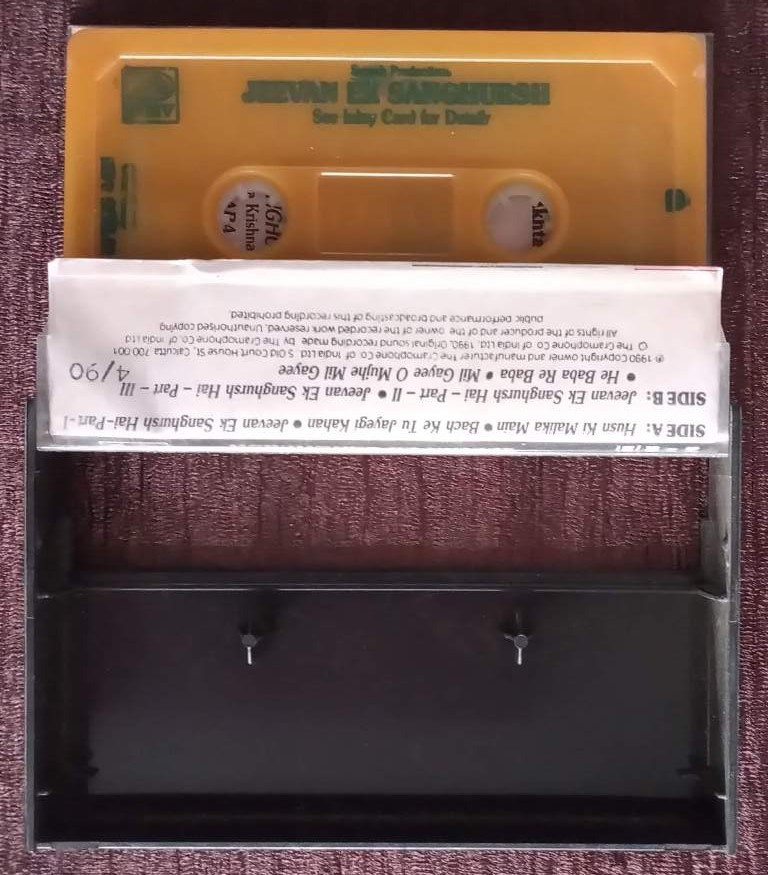 Suresh Productions
JEEVAN EK SANGHURSH
See Inlay Card for Details
IGHU
Krishna
AP4
SIDE A: Husn Ki Malika Main • Bach Ke Tu Jayegi Kahan • Jeevan Ek Sanghursh Hai-Part-I
SIDE B: Jeevan Ek Sanghursh Hai – Part – II • Jeevan Ek Sanghursh Hai – Part – III
• He Baba Re Baba • Mil Gayee O Mujhe Mil Gayee
4/90
℗ 1990 Copyright owner and manufacturer The Gramophone Co. of India Ltd. 5 Old Court House St, Calcutta 700 001
© The Gramophone Co of India Ltd. 1990. Original sound recording made by The Gramophone Co. of India Ltd
All rights of the producer and of the owner of the recorded work reserved. Unauthorised copying
public performance and broadcasting of this recording prohibited.